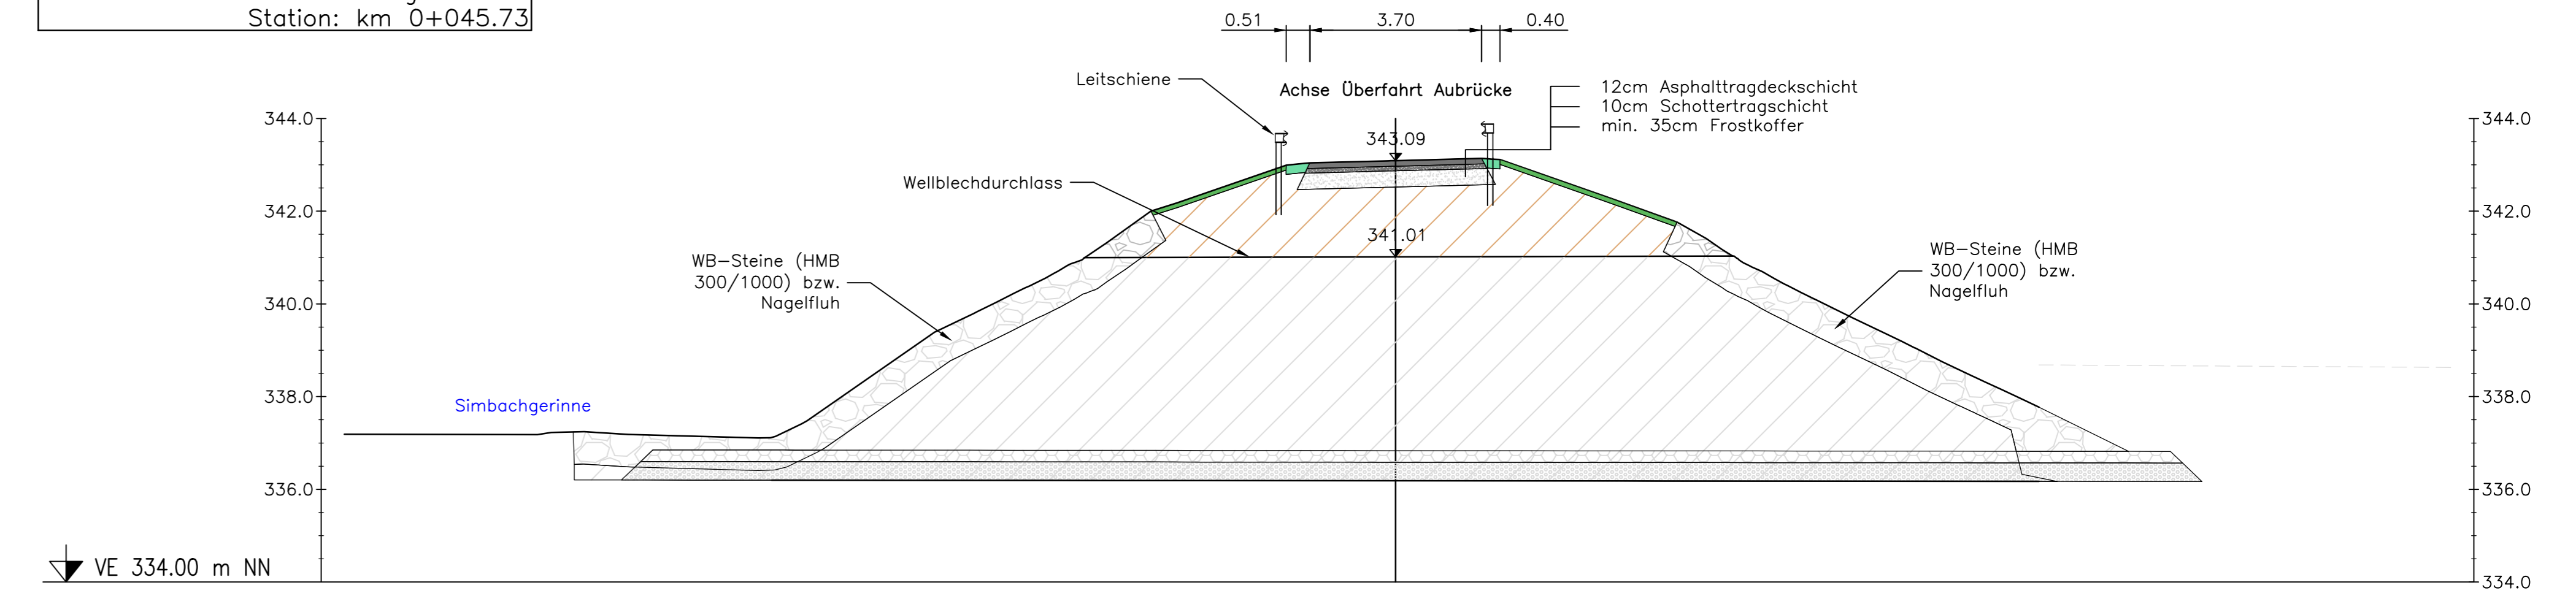 Station: km 0+045.73
0.51 3.70 0.40
Leitschiene
Achse Überfahrt Aubrücke
12cm Asphalttragdeckschicht
10cm Schottertragschicht
min. 35cm Frostkoffer
344.0
344.0
343.09
Wellblechdurchlass
342.0
342.0
341.01
WB-Steine (HMB
300/1000) bzw.
Nagelfluh
WB-Steine (HMB
300/1000) bzw.
Nagelfluh
340.0
340.0
338.0
338.0
Simbachgerinne
336.0
336.0
VE 334.00 m NN
334.0